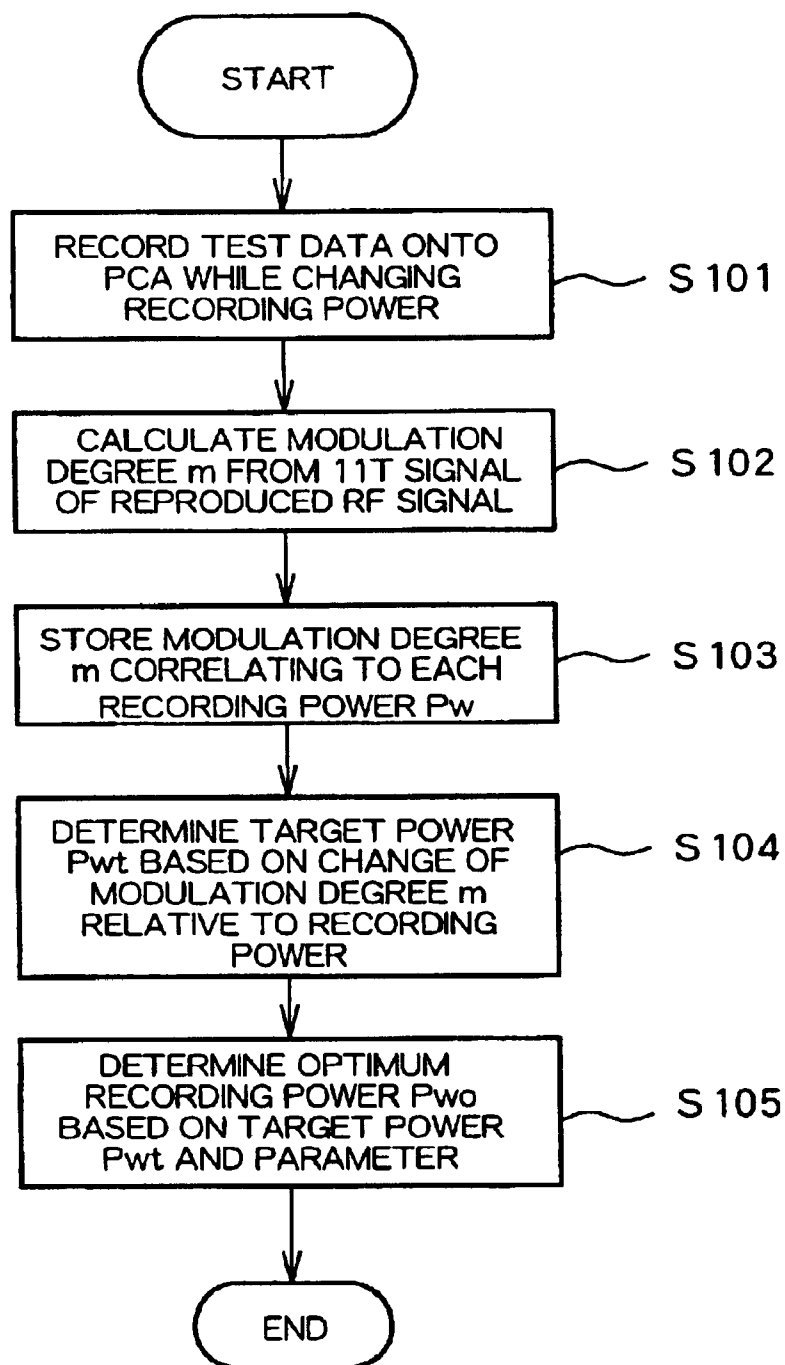 START
RECORD TEST DATA ONTO
PCA WHILE CHANGING
RECORDING POWER
S 101
CALCULATE MODULATION
DEGREE m FROM 11T SIGNAL
OF REPRODUCED RF SIGNAL
S 102
STORE MODULATION DEGREE
m CORRELATING TO EACH
RECORDING POWER Pw
S 103
DETERMINE TARGET POWER
Pwt BASED ON CHANGE OF
MODULATION DEGREE m
RELATIVE TO RECORDING
POWER
S 104
DETERMINE OPTIMUM
RECORDING POWER Pwo
BASED ON TARGET POWER
Pwt AND PARAMETER
S 105
END